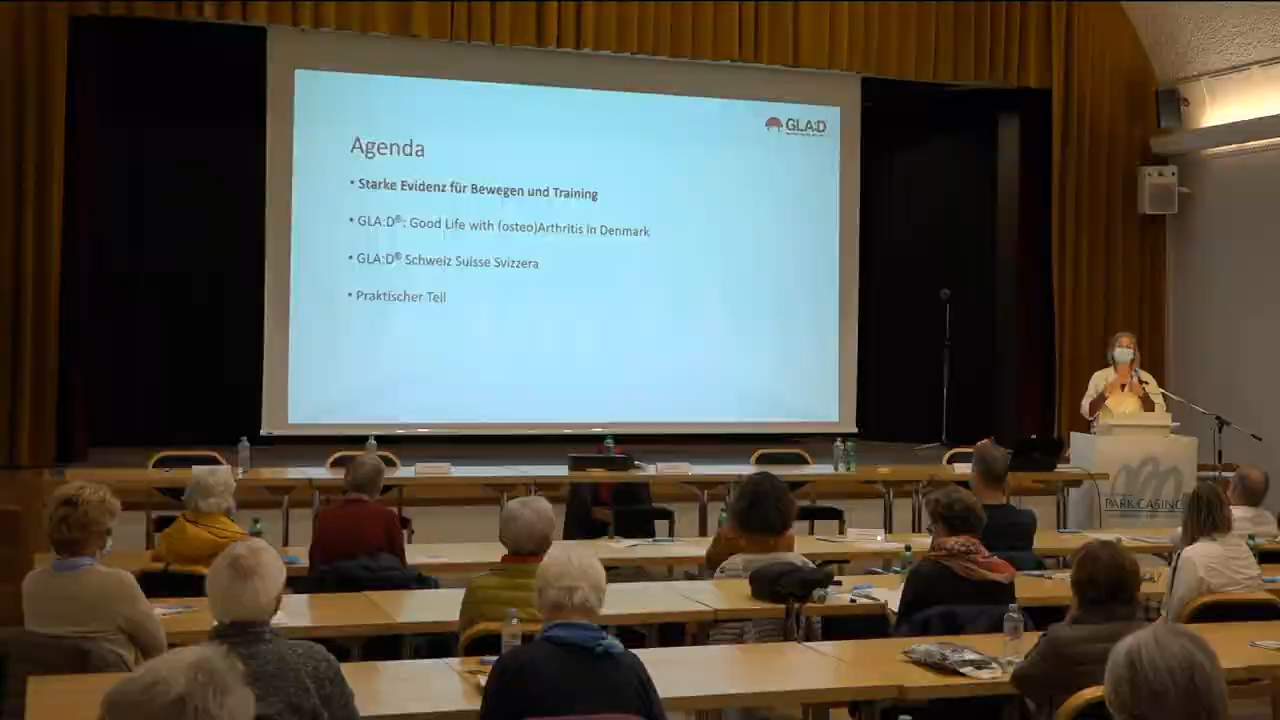 GLA:D
Agenda
• Starke Evidenz für Bewegen und Training
• GLA:D®: Good Life with (osteo)Arthritis in Denmark
• GLA:D® Schweiz Suisse Svizzera
• Praktischer Teil
PARK CASINO